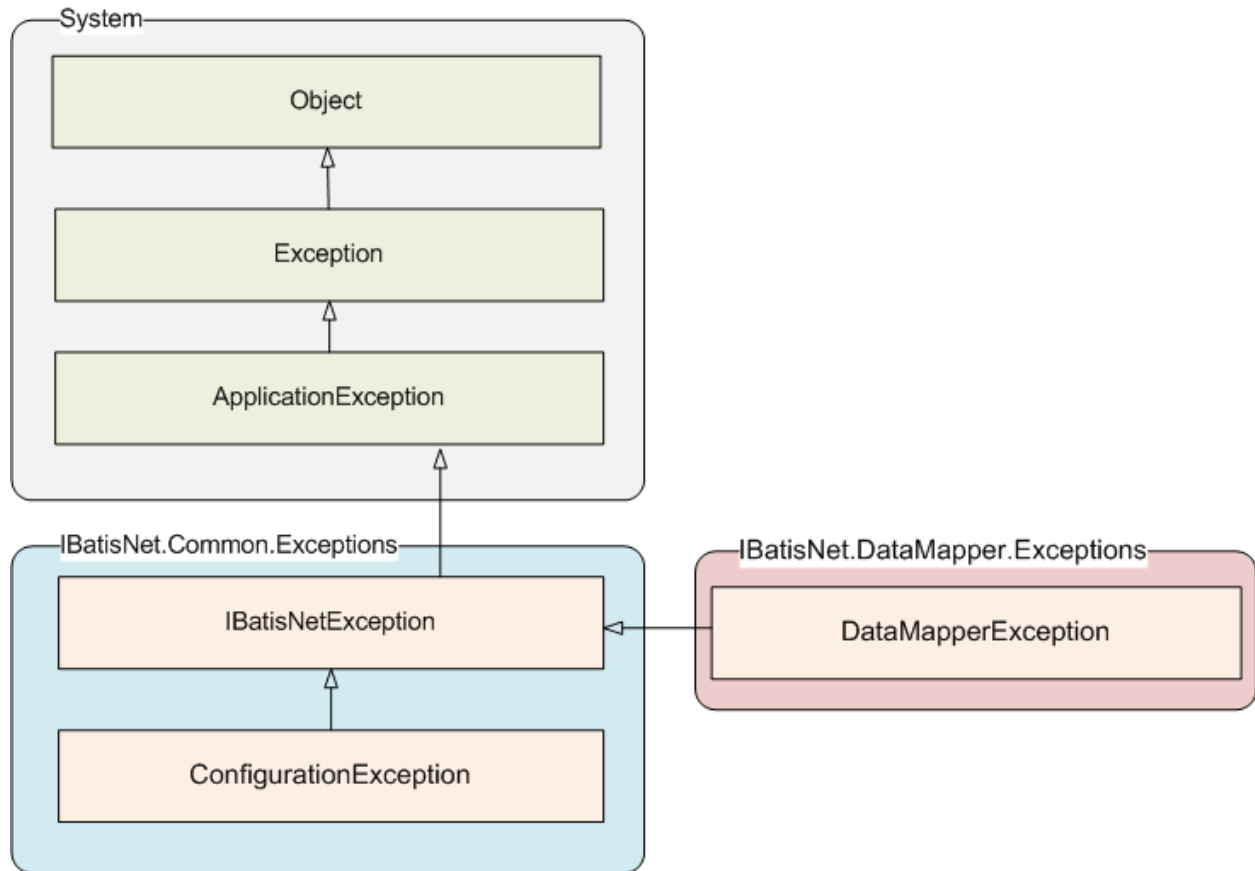 System
Object
Exception
ApplicationException
IBatisNet.Common.Exceptions
IBatisNetException
ConfigurationException
IBatisNet.DataMapper.Exceptions
DataMapperException